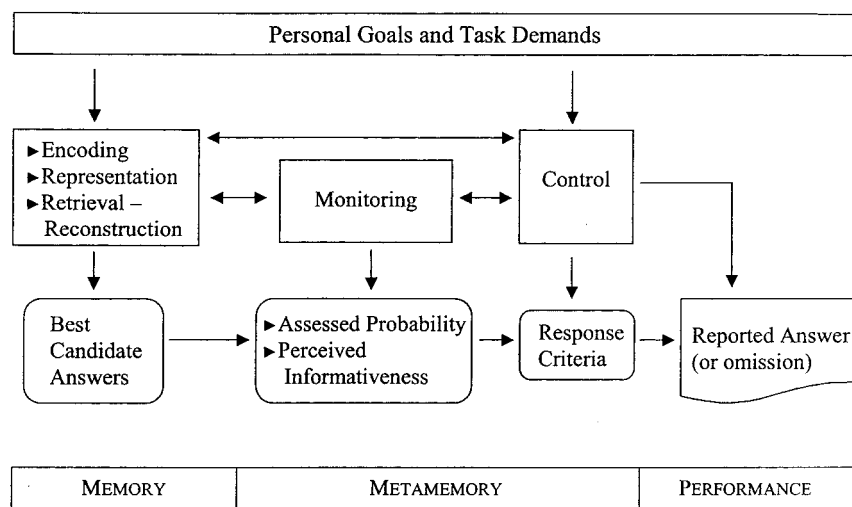 Personal Goals and Task Demands
►Encoding
►Representation
►Retrieval –
Reconstruction
Monitoring
Control
Best
Candidate
Answers
►Assessed Probability
►Perceived
Informativeness
Response
Criteria
Reported Answer
(or omission)
MEMORY
METAMEMORY
PERFORMANCE